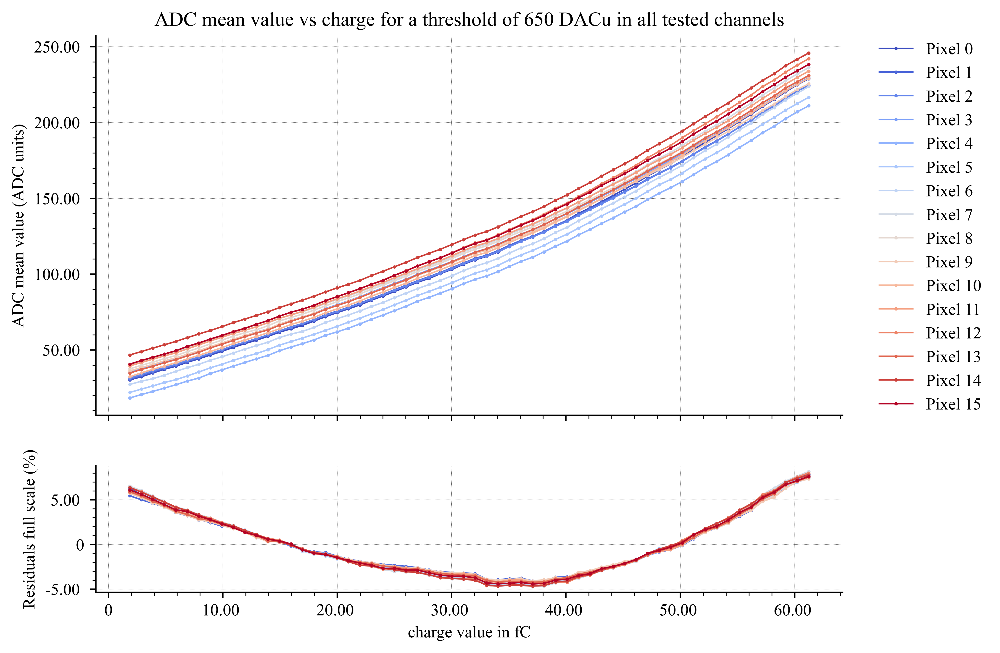 ADC mean value vs charge for a threshold of 650 DACu in all tested channels
ADC mean value (ADC units)
250.00
200.00
150.00
100.00
50.00
Pixel 0
Pixel 1
Pixel 2
Pixel 3
Pixel 4
Pixel 5
Pixel 6
Pixel 7
Pixel 8
Pixel 9
Pixel 10
Pixel 11
Pixel 12
Pixel 13
Pixel 14
Pixel 15
Residuals full scale (%)
5.00
0
-5.00
0 10.00 20.00 30.00 40.00 50.00 60.00
charge value in fC